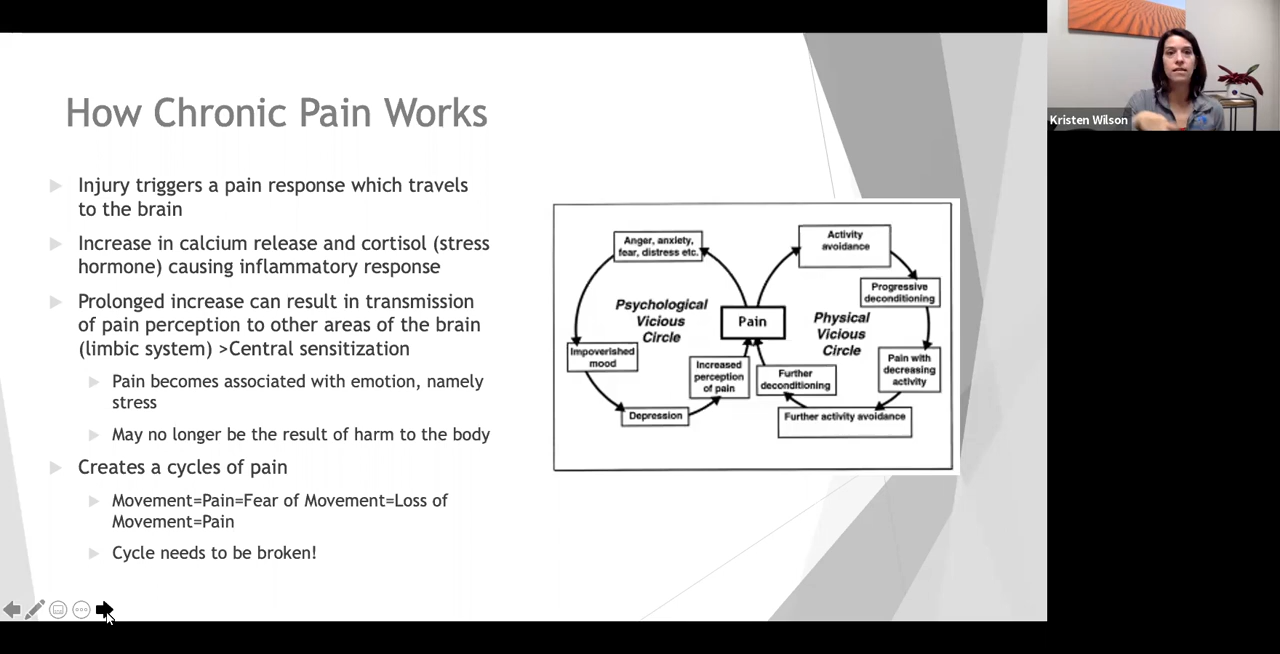 How Chronic Pain Works
Injury triggers a pain response which travels
to the brain
Increase in calcium release and cortisol (stress
hormone) causing inflammatory response
Prolonged increase can result in transmission
of pain perception to other areas of the brain
(limbic system) >Central sensitization
Pain becomes associated with emotion, namely
stress
May no longer be the result of harm to the body
Creates a cycles of pain
Movement=Pain=Fear of Movement=Loss of
Movement=Pain
Cycle needs to be broken!
Anger, anxiety,
fear, distress etc.
Psychological
Vicious
Circle
Impoverished
mood
Depression
Increased
perception
of pain
Pain
Activity
avoidance
Progressive
deconditioning
Physical
Vicious
Circle
Pain with
decreasing
activity
Further
deconditioning
Further activity avoidance
Kristen Wilson